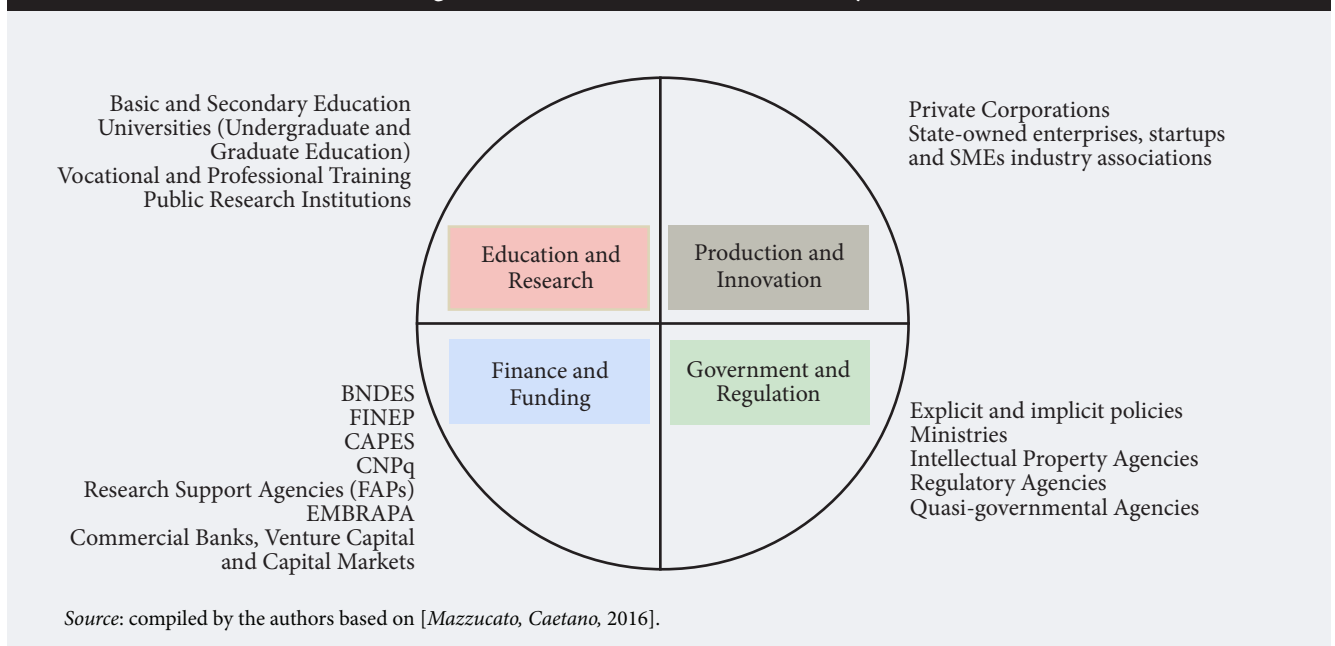 Basic and Secondary Education
Universities (Undergraduate and
Graduate Education)
Vocational and Professional Training
Public Research Institutions
Private Corporations
State-owned enterprises, startups
and SMEs industry associations
Education and
Research
Production and
Innovation
Finance and
Funding
Government and
Regulation
BNDES
FINEP
CAPES
CNPq
Research Support Agencies (FAPs)
EMBRAPA
Commercial Banks, Venture Capital
and Capital Markets
Explicit and implicit policies
Ministries
Intellectual Property Agencies
Regulatory Agencies
Quasi-governmental Agencies
Source: compiled by the authors based on [Mazzucato, Caetano, 2016].